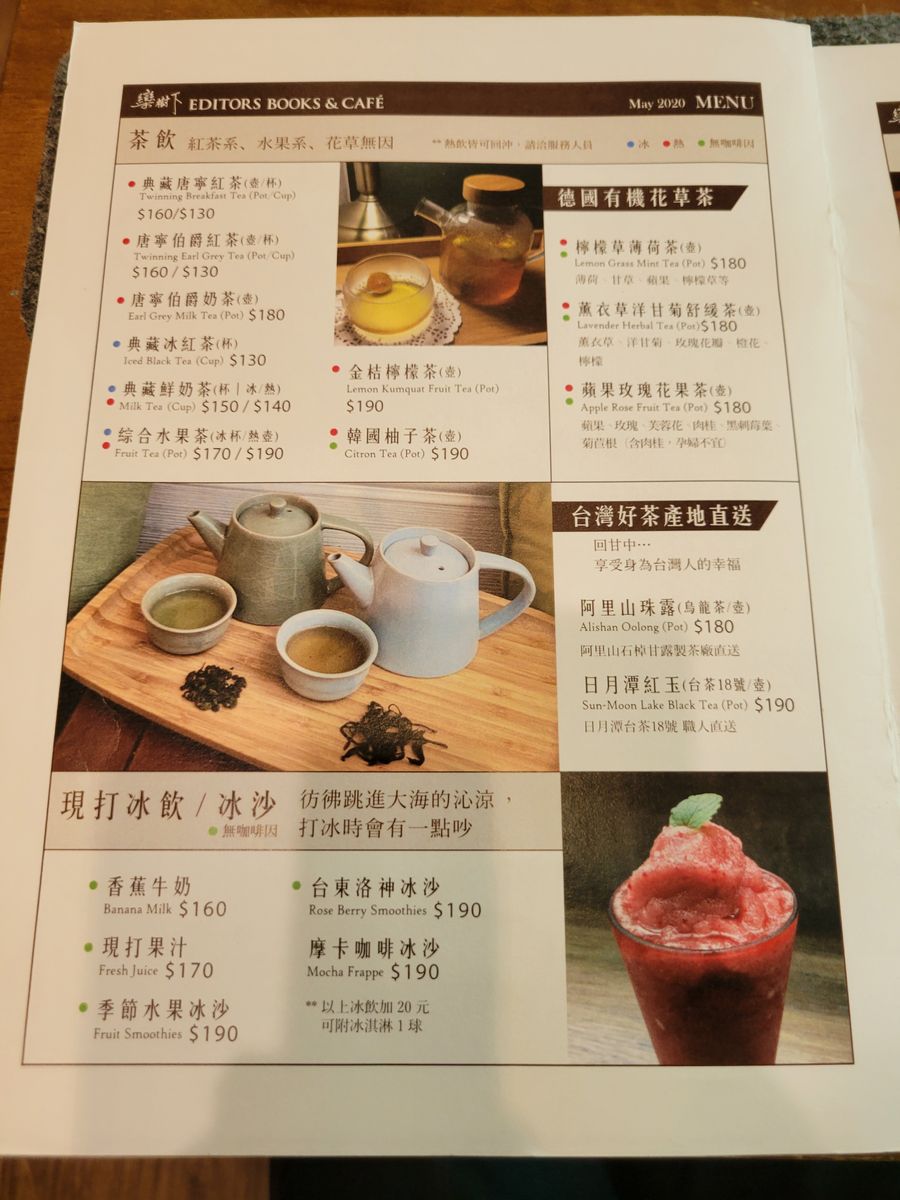 欒樹下 EDITORS BOOKS & CAFÉ
May 2020 MENU
茶飲 紅茶系、水果系、花草無因
**熱飲皆可回沖，請洽服務人員
冰 熱 無咖啡因
典藏唐寧紅茶(壺/杯)
Twinning Breakfast Tea (Pot/Cup)
$160/$130
唐寧伯爵紅茶(壺/杯)
Twinning Earl Grey Tea (Pot/Cup)
$160 / $130
唐寧伯爵奶茶(壺)
Earl Grey Milk Tea (Pot) $180
典藏冰紅茶(杯)
Iced Black Tea (Cup) $130
典藏鮮奶茶(杯｜冰/熱)
Milk Tea (Cup) $150 / $140
綜合水果茶(冰杯/熱壺)
Fruit Tea (Pot) $170 / $190
金桔檸檬茶(壺)
Lemon Kumquat Fruit Tea (Pot)
$190
韓國柚子茶(壺)
Citron Tea (Pot) $190
德國有機花草茶
檸檬草薄荷茶(壺)
Lemon Grass Mint Tea (Pot) $180
薄荷、甘草、蘋果、檸檬草等
薰衣草洋甘菊舒緩茶(壺)
Lavender Herbal Tea (Pot)$180
薰衣草、洋甘菊、玫瑰花瓣、橙花、
檸檬
蘋果玫瑰花果茶(壺)
Apple Rose Fruit Tea (Pot) $180
蘋果、玫瑰、芙蓉花、肉桂、黑刺莓葉、
菊苣根（含肉桂，孕婦不宜）
台灣好茶產地直送
回甘中…
享受身為台灣人的幸福
阿里山珠露(烏龍茶/壺)
Alishan Oolong (Pot) $180
阿里山石棹甘露製茶廠直送
日月潭紅玉(台茶18號/壺)
Sun-Moon Lake Black Tea (Pot) $190
日月潭台茶18號 職人直送
現打冰飲 / 冰沙
無咖啡因
彷彿跳進大海的沁涼，
打冰時會有一點吵
香蕉牛奶
Banana Milk $160
現打果汁
Fresh Juice $170
季節水果冰沙
Fruit Smoothies $190
台東洛神冰沙
Rose Berry Smoothies $190
摩卡咖啡冰沙
Mocha Frappe $190
** 以上冰飲加 20 元
可附冰淇淋 1 球